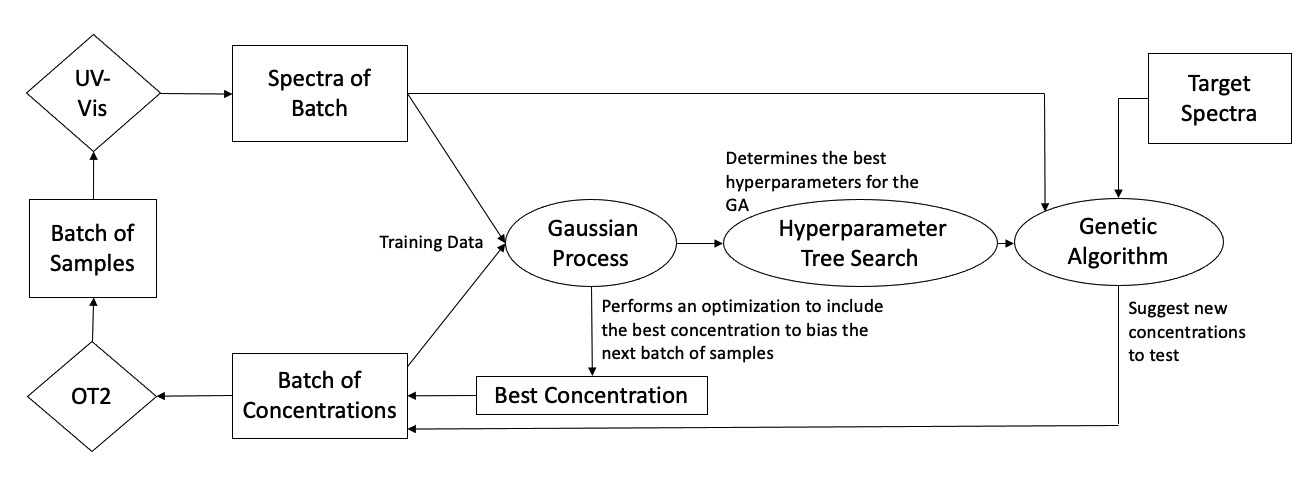 UV-
Vis
Spectra of
Batch
Target
Spectra
Determines the best
hyperparameters for the
GA
Batch of
Samples
Training Data
Gaussian
Process
Hyperparameter
Tree Search
Genetic
Algorithm
Performs an optimization to include
the best concentration to bias the
next batch of samples
Suggest new
concentrations
to test
OT2
Batch of
Concentrations
Best Concentration